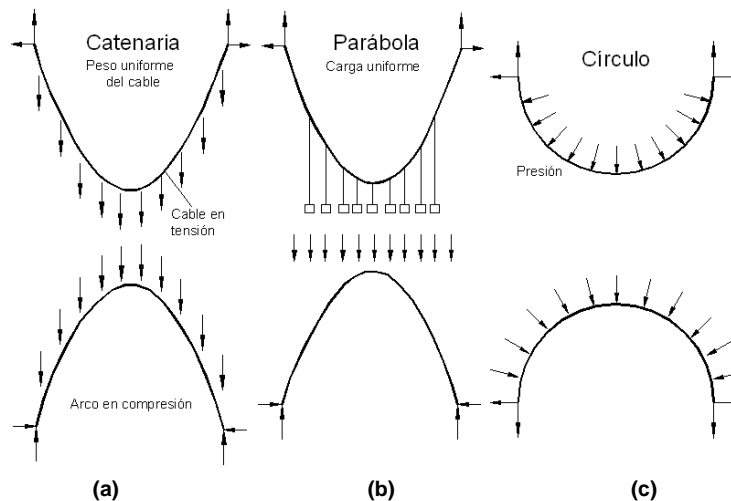 Catenaria
Peso uniforme
del cable
Cable en
tensión
Arco en compresión
(a)
Parábola
Carga uniforme
(b)
Círculo
Presión
(c)